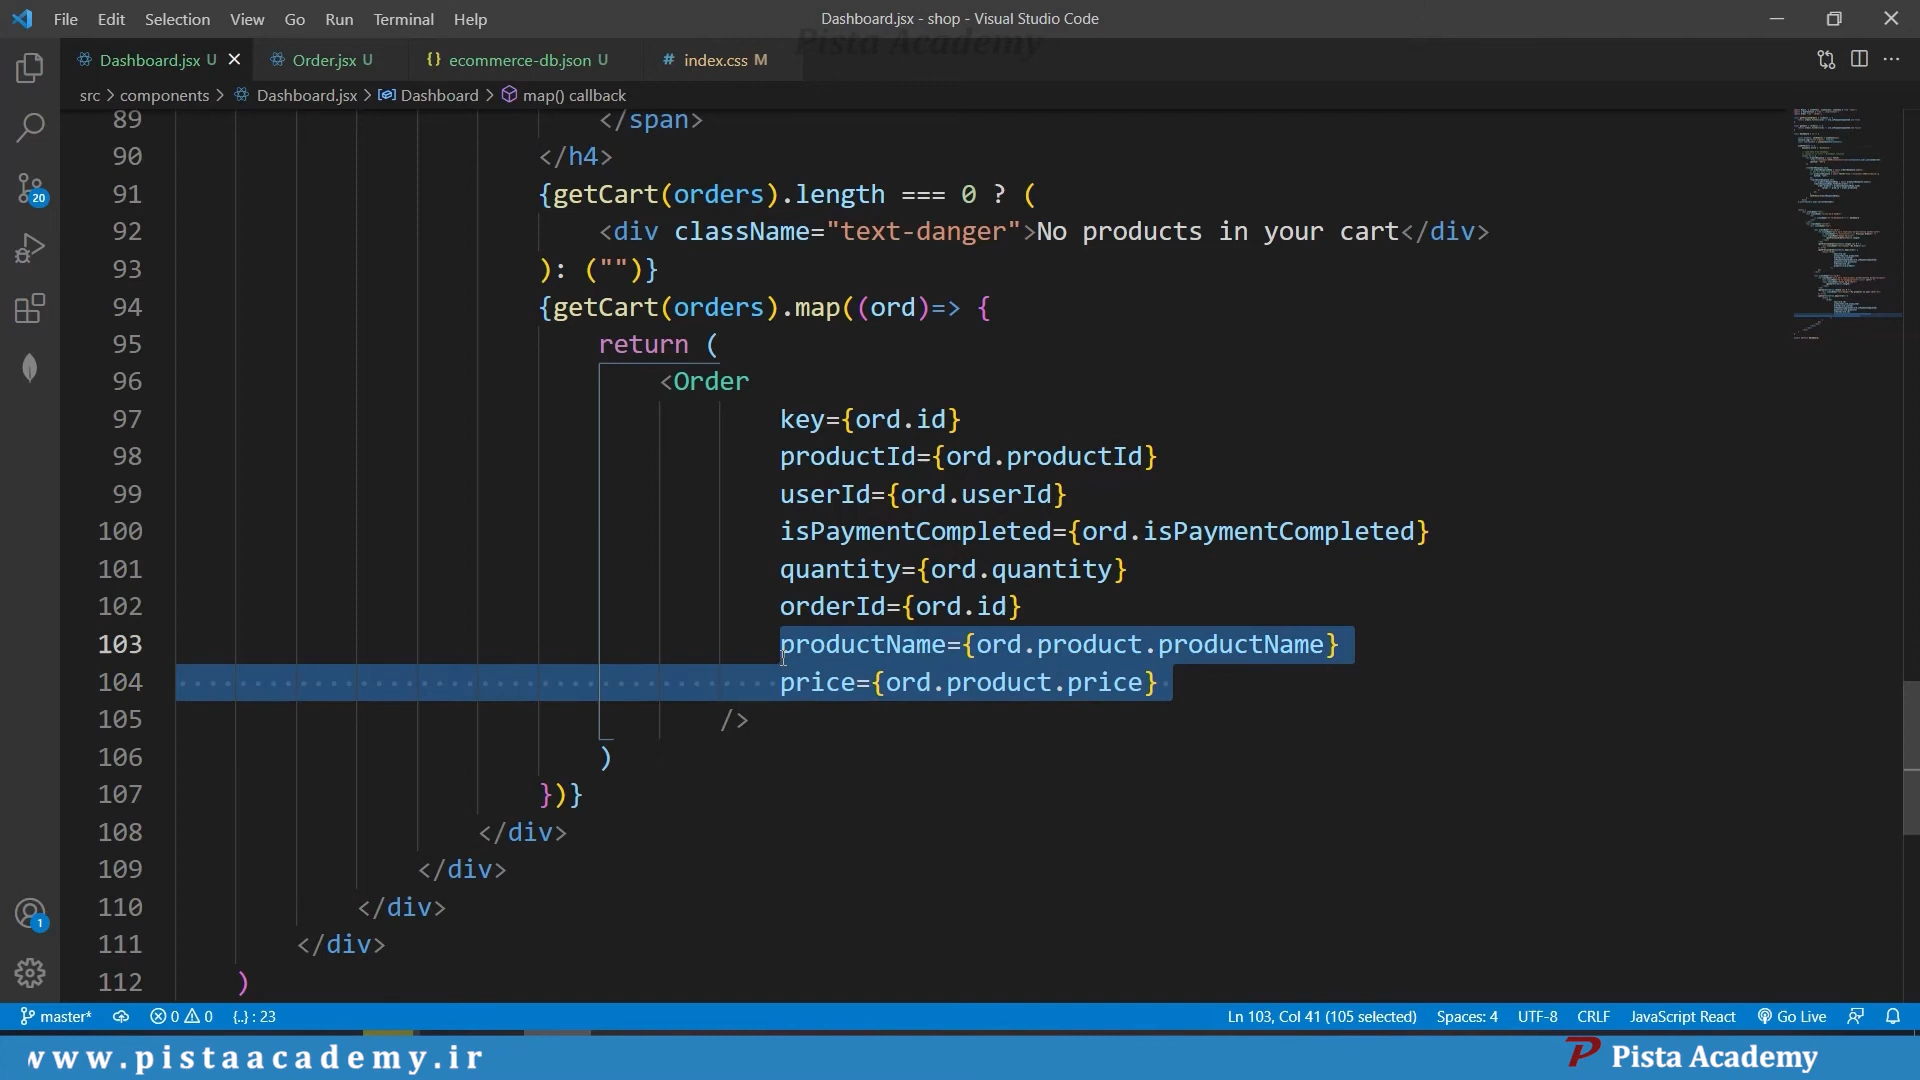 File Edit Selection View Go Run Terminal Help
Dashboard.jsx - shop - Visual Studio Code
Pista Academy
Dashboard.jsx U
Order.jsx U
{} ecommerce-db.json U
# index.css M
src > components > Dashboard.jsx > Dashboard > map() callback
89 </span>
90 </h4>
91 {getCart(orders).length === 0 ? (
92 <div className="text-danger">No products in your cart</div>
93 ): ("")}
94 {getCart(orders).map((ord)=> {
95 return (
96 <Order
97 key={ord.id}
98 productId={ord.productId}
99 userId={ord.userId}
100 isPaymentCompleted={ord.isPaymentCompleted}
101 quantity={ord.quantity}
102 orderId={ord.id}
103 productName={ord.product.productName}
104 price={ord.product.price}
105 />
106 )
107 })}
108 </div>
109 </div>
110 </div>
111 </div>
112 )
20
1
master* 0 0 {..} : 23 Ln 103, Col 41 (105 selected) Spaces: 4 UTF-8 CRLF JavaScript React Go Live
www.pistaacademy.ir
Pista Academy